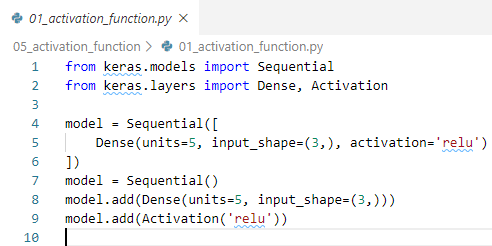 01_activation_function.py ×
05_activation_function > 01_activation_function.py
1 from keras.models import Sequential
2 from keras.layers import Dense, Activation
3
4 model = Sequential([
5     Dense(units=5, input_shape=(3,), activation='relu')
6 ])
7 model = Sequential()
8 model.add(Dense(units=5, input_shape=(3,)))
9 model.add(Activation('relu'))
10